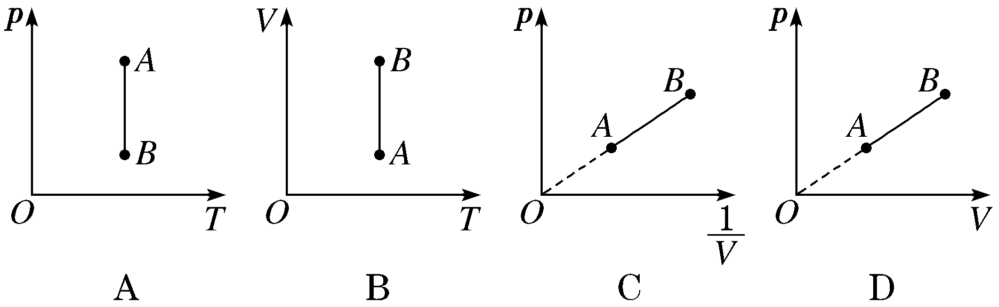 p A B O T
V B A O T
p B A O 1/V
p B A O V
A B C D